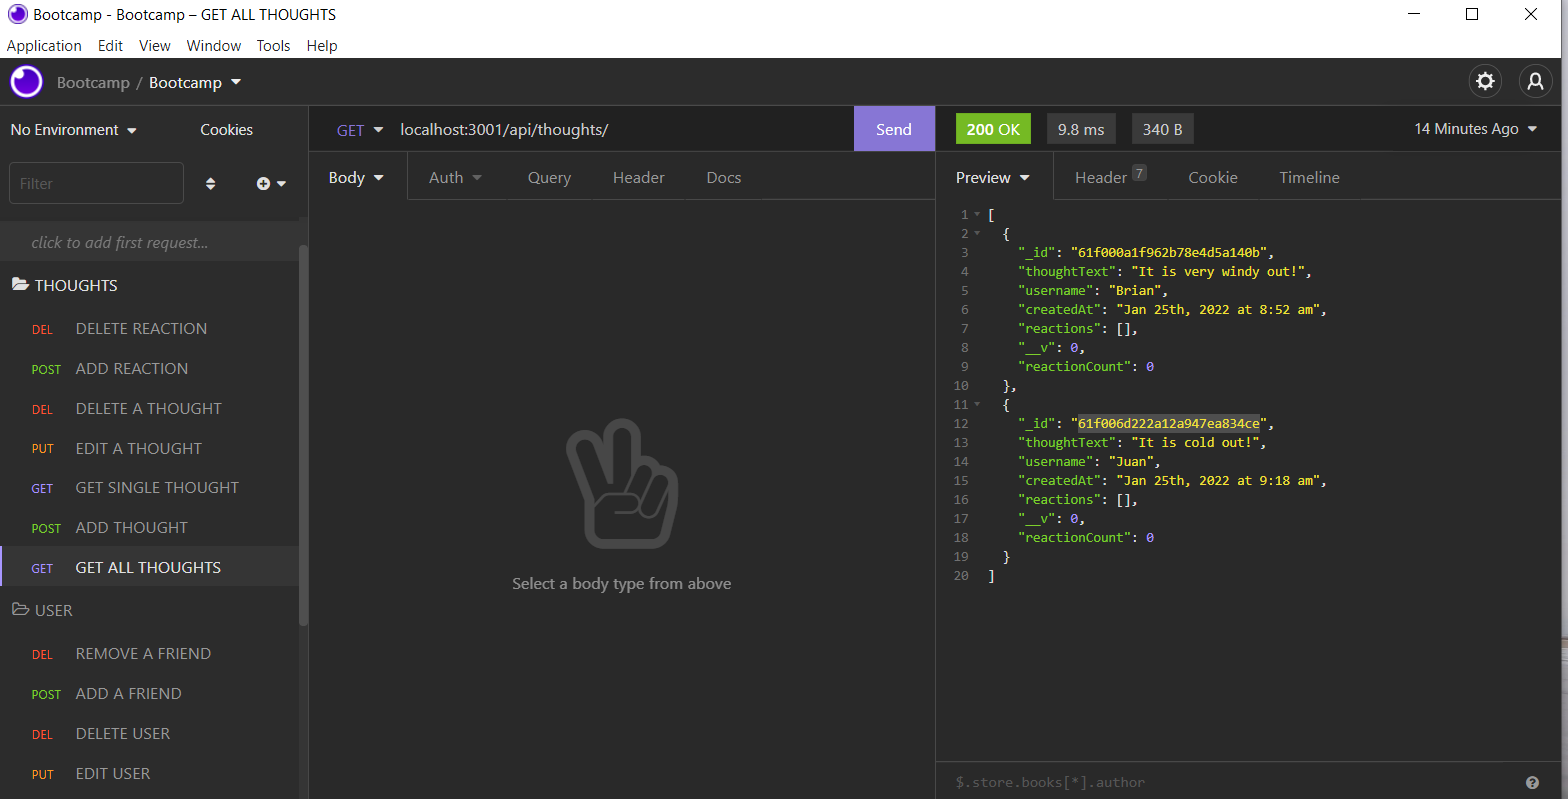 Bootcamp - Bootcamp – GET ALL THOUGHTS
Application Edit View Window Tools Help
Bootcamp / Bootcamp
No Environment Cookies
Filter
click to add first request...
THOUGHTS
DEL DELETE REACTION
POST ADD REACTION
DEL DELETE A THOUGHT
PUT EDIT A THOUGHT
GET GET SINGLE THOUGHT
POST ADD THOUGHT
GET GET ALL THOUGHTS
USER
DEL REMOVE A FRIEND
POST ADD A FRIEND
DEL DELETE USER
PUT EDIT USER
GET localhost:3001/api/thoughts/ Send
Body Auth Query Header Docs
Select a body type from above
200 OK 9.8 ms 340 B 14 Minutes Ago
Preview Header 7 Cookie Timeline
1 [
2 {
3 "_id": "61f000a1f962b78e4d5a140b",
4 "thoughtText": "It is very windy out!",
5 "username": "Brian",
6 "createdAt": "Jan 25th, 2022 at 8:52 am",
7 "reactions": [],
8 "__v": 0,
9 "reactionCount": 0
10 },
11 {
12 "_id": "61f006d222a12a947ea834ce",
13 "thoughtText": "It is cold out!",
14 "username": "Juan",
15 "createdAt": "Jan 25th, 2022 at 9:18 am",
16 "reactions": [],
17 "__v": 0,
18 "reactionCount": 0
19 }
20 ]
$.store.books[*].author